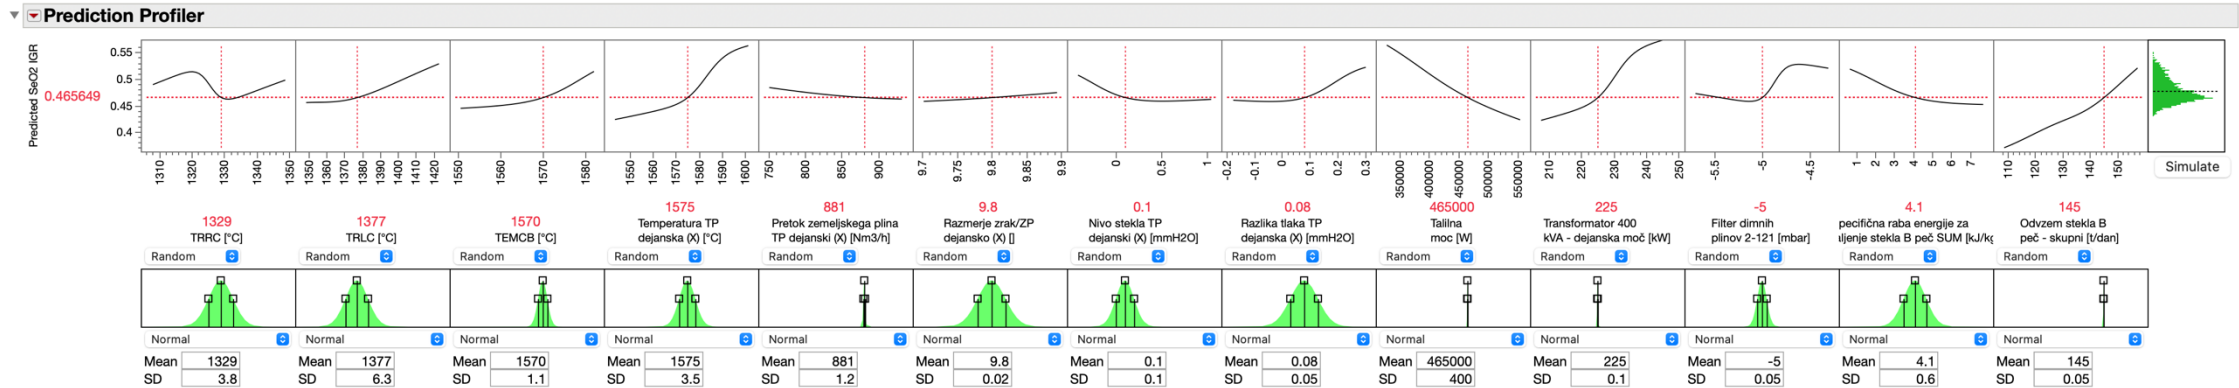 Prediction Profiler
Predicted SeO2 IGR
0.465649
0.55
0.5
0.45
0.4
1310 1320 1330 1340 1350
1350 1360 1370 1380 1390 1400 1410 1420
1550 1560 1570 1580
1550 1560 1570 1580 1590 1600
750 800 850 900
9.7 9.75 9.8 9.85 9.9
0 0.5 1
-0.2 -0.1 0 0.1 0.2 0.3
350000 400000 450000 500000 550000
210 220 230 240 250
-5.5 -5 -4.5
1 2 3 4 5 6 7
110 120 130 140 150
Simulate
1329
TRRC [°C]
1377
TRLC [°C]
1570
TEMCB [°C]
1575
Temperatura TP
dejanska (X) [°C]
881
Pretok zemeljskega plina
TP dejanski (X) [Nm3/h]
9.8
Razmerje zrak/ZP
dejansko (X) []
0.1
Nivo stekla TP
dejanski (X) [mmH2O]
0.08
Razlika tlaka TP
dejanska (X) [mmH2O]
465000
Talilna
moc [W]
225
Transformator 400
kVA - dejanska moč [kW]
-5
Filter dimnih
plinov 2-121 [mbar]
4.1
pecifična raba energije za
aljenje stekla B peč SUM [kJ/kg
145
Odvzem stekla B
peč - skupni [t/dan]
Random Random Random Random Random Random Random Random Random Random Random Random Random
Normal Normal Normal Normal Normal Normal Normal Normal Normal Normal Normal Normal Normal
Mean 1329 Mean 1377 Mean 1570 Mean 1575 Mean 881 Mean 9.8 Mean 0.1 Mean 0.08 Mean 465000 Mean 225 Mean -5 Mean 4.1 Mean 145
SD 3.8 SD 6.3 SD 1.1 SD 3.5 SD 1.2 SD 0.02 SD 0.1 SD 0.05 SD 400 SD 0.1 SD 0.05 SD 0.6 SD 0.05